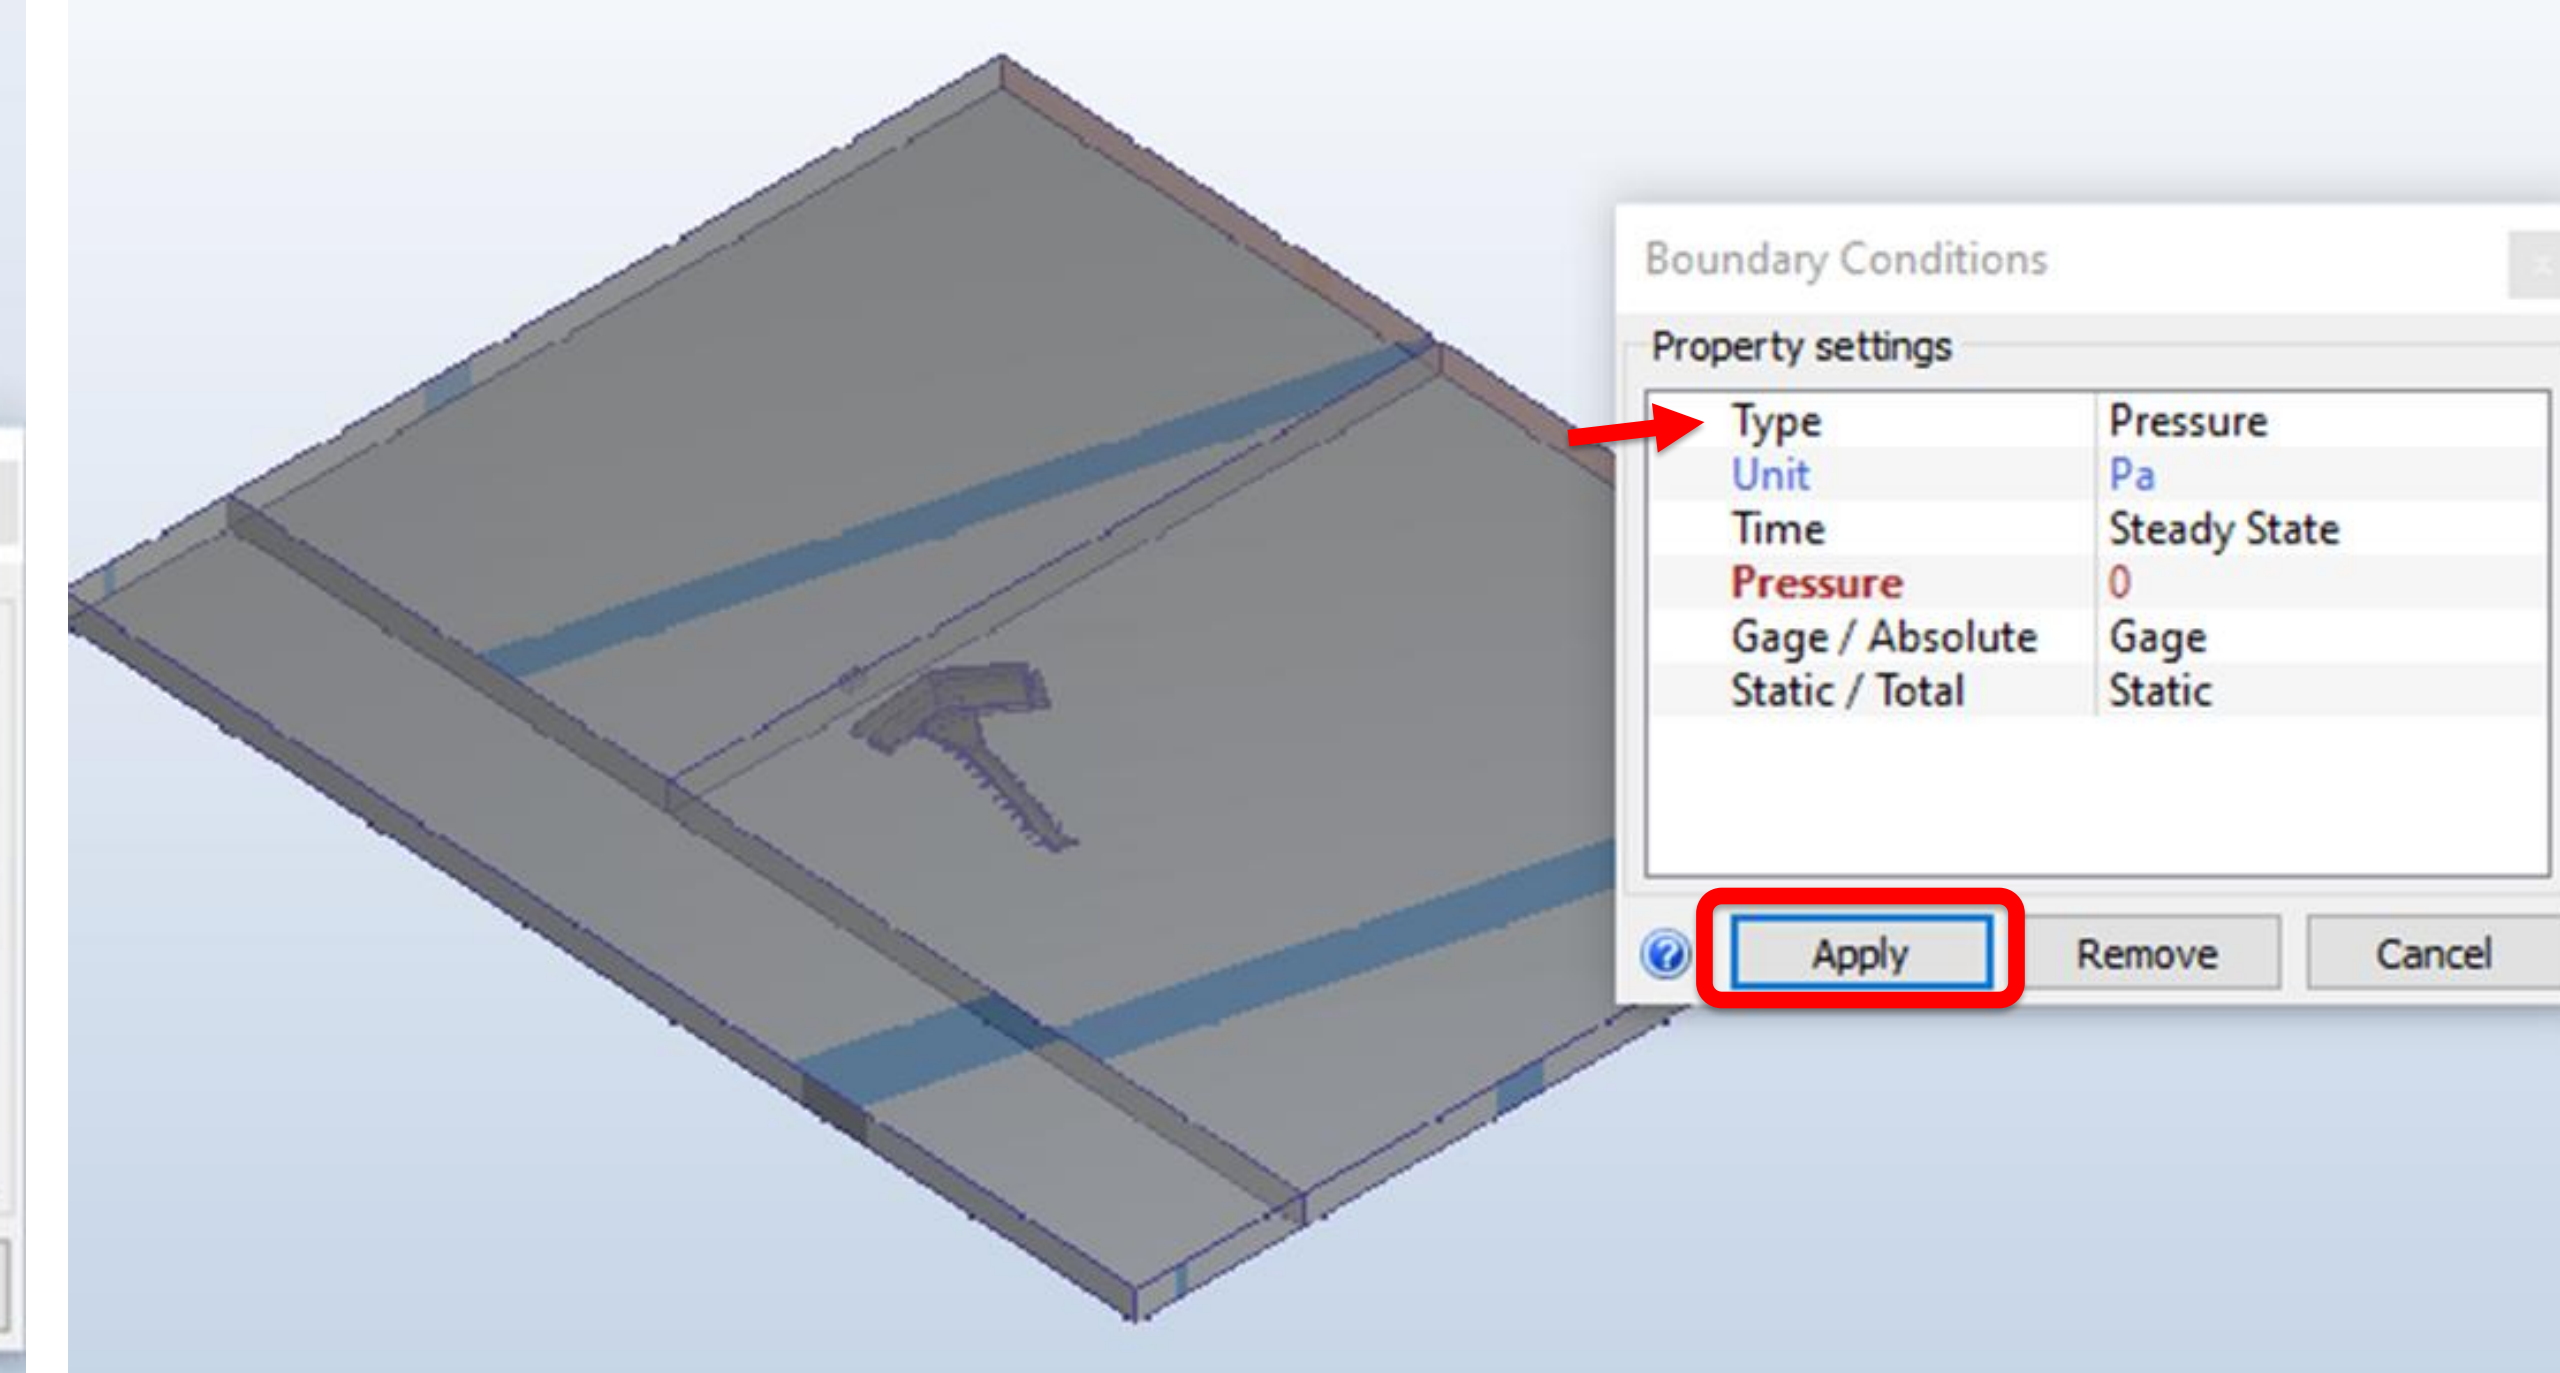 Boundary Conditions
Property settings
Type Pressure
Unit Pa
Time Steady State
Pressure 0
Gage / Absolute Gage
Static / Total Static
Apply Remove Cancel